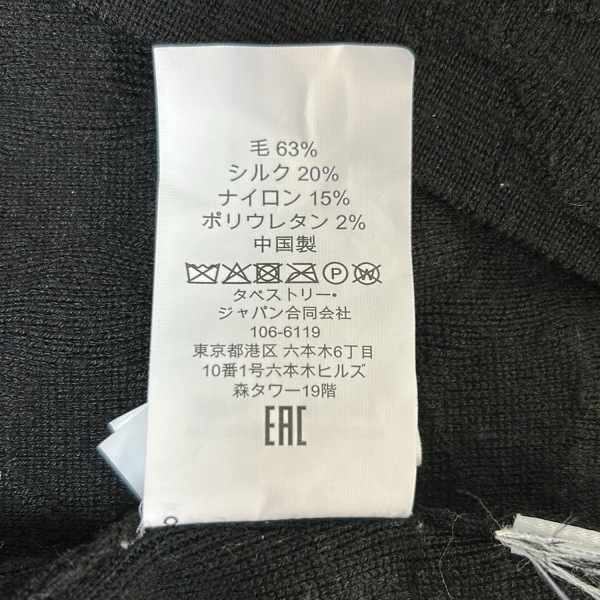 毛 63%
シルク 20%
ナイロン 15%
ポリウレタン 2%
中国製
P W
タペストリー・
ジャパン合同会社
106-6119
東京都港区 六本木6丁目
10番1号六本木ヒルズ
森タワー19階
EAC